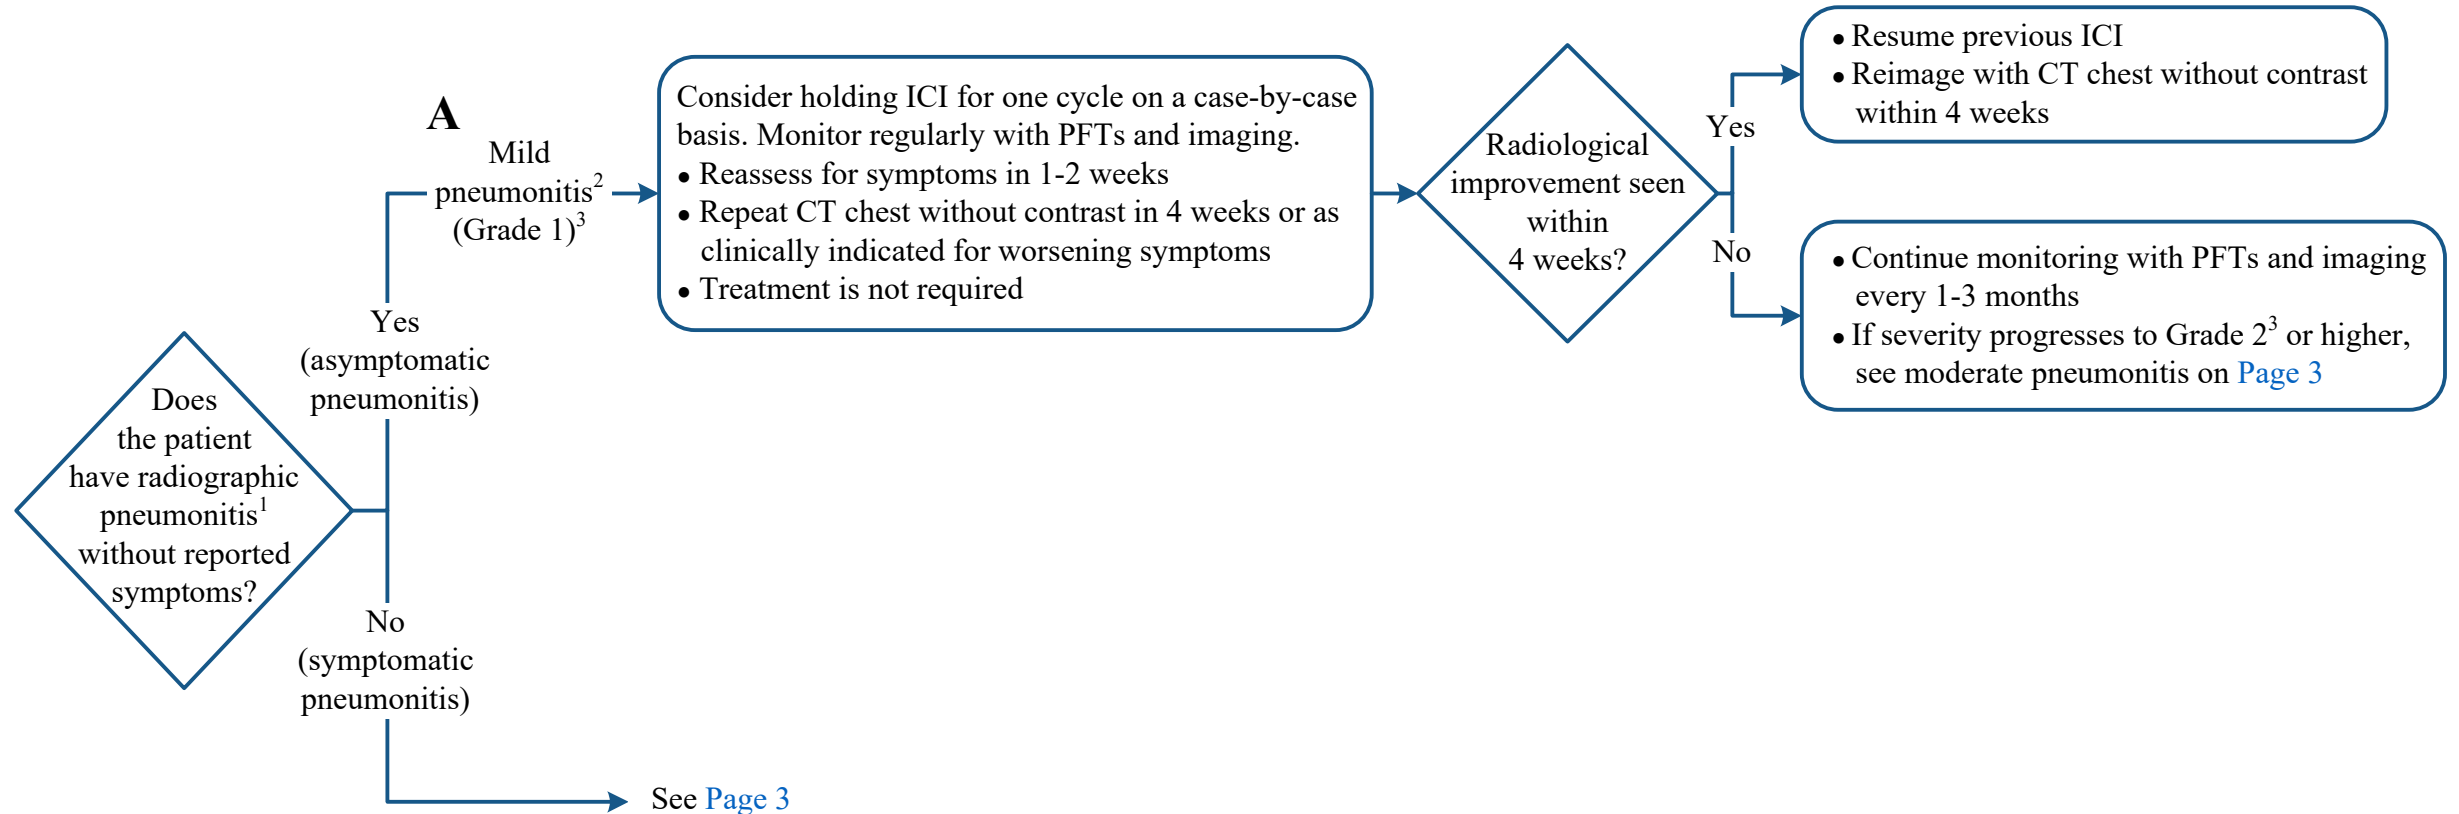 Does
the patient
have radiographic
pneumonitis1
without reported
symptoms?
Yes
(asymptomatic
pneumonitis)
A
Mild
pneumonitis2
(Grade 1)3
Consider holding ICI for one cycle on a case-by-case
basis. Monitor regularly with PFTs and imaging.
● Reassess for symptoms in 1-2 weeks
● Repeat CT chest without contrast in 4 weeks or as
clinically indicated for worsening symptoms
● Treatment is not required
Radiological
improvement seen
within
4 weeks?
Yes
● Resume previous ICI
● Reimage with CT chest without contrast
within 4 weeks
No
● Continue monitoring with PFTs and imaging
every 1-3 months
● If severity progresses to Grade 23 or higher,
see moderate pneumonitis on Page 3
No
(symptomatic
pneumonitis)
See Page 3